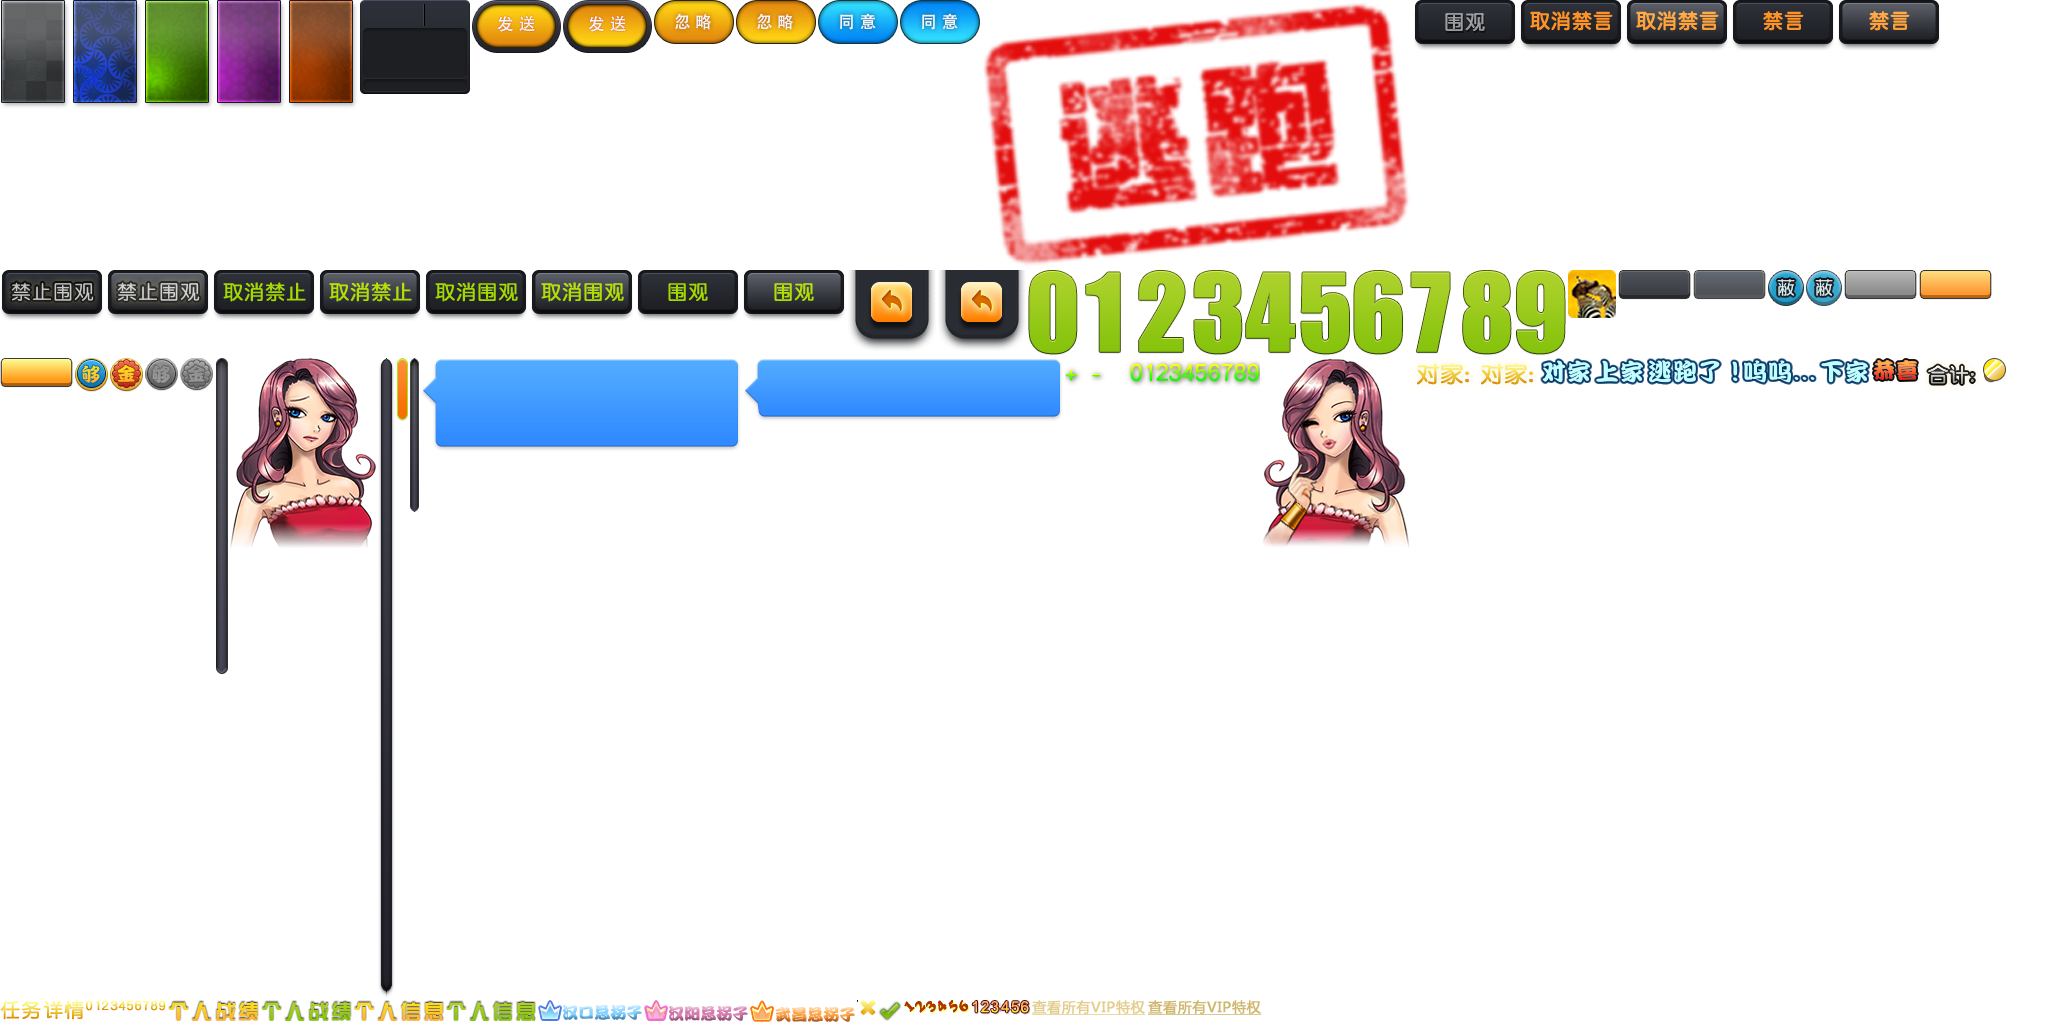 发送 发送 忽略 忽略 同意 同意 围观 取消禁言 取消禁言 禁言 禁言
逃跑
禁止围观 禁止围观 取消禁止 取消禁止 取消围观 取消围观 围观 围观 0123456789 蔽 蔽
够 金 够 金 + - 0123456789 对家: 对家: 对家 上家 逃跑了!呜呜... 下家 恭喜 合计:
任务详情 0123456789 个人战绩 个人战绩 个人信息 个人信息 汉口总拐子 汉阳总拐子 武昌总拐子 123456 123456 查看所有VIP特权 查看所有VIP特权